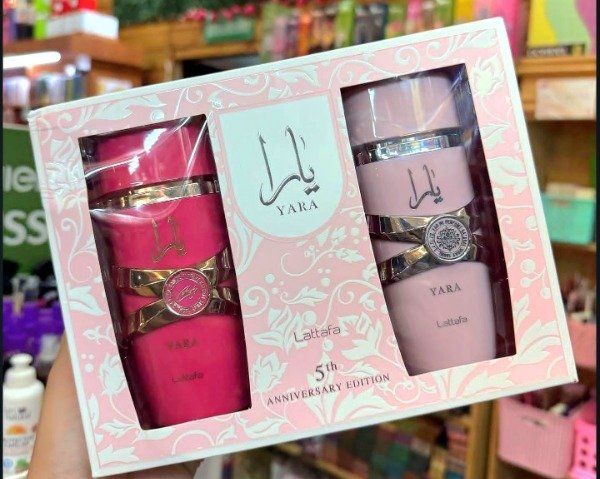 يارا
YARA
Lattafa
5th
ANNIVERSARY EDITION
يارا
YARA
Lattafa
يارا
YARA
Lattafa